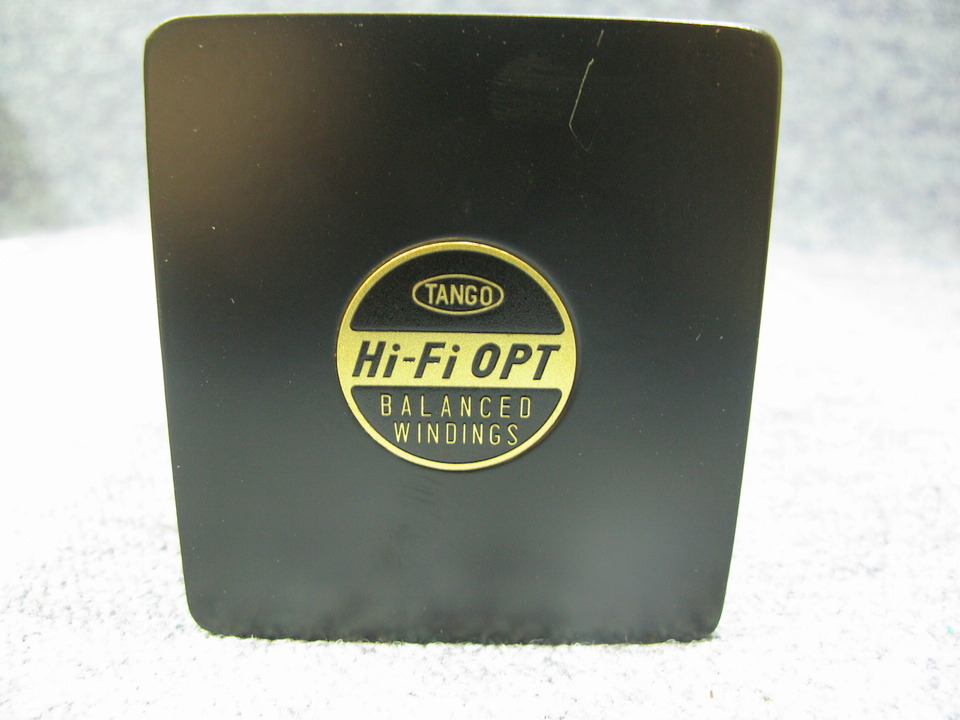 TANGO
Hi-Fi OPT
BALANCED
WINDINGS